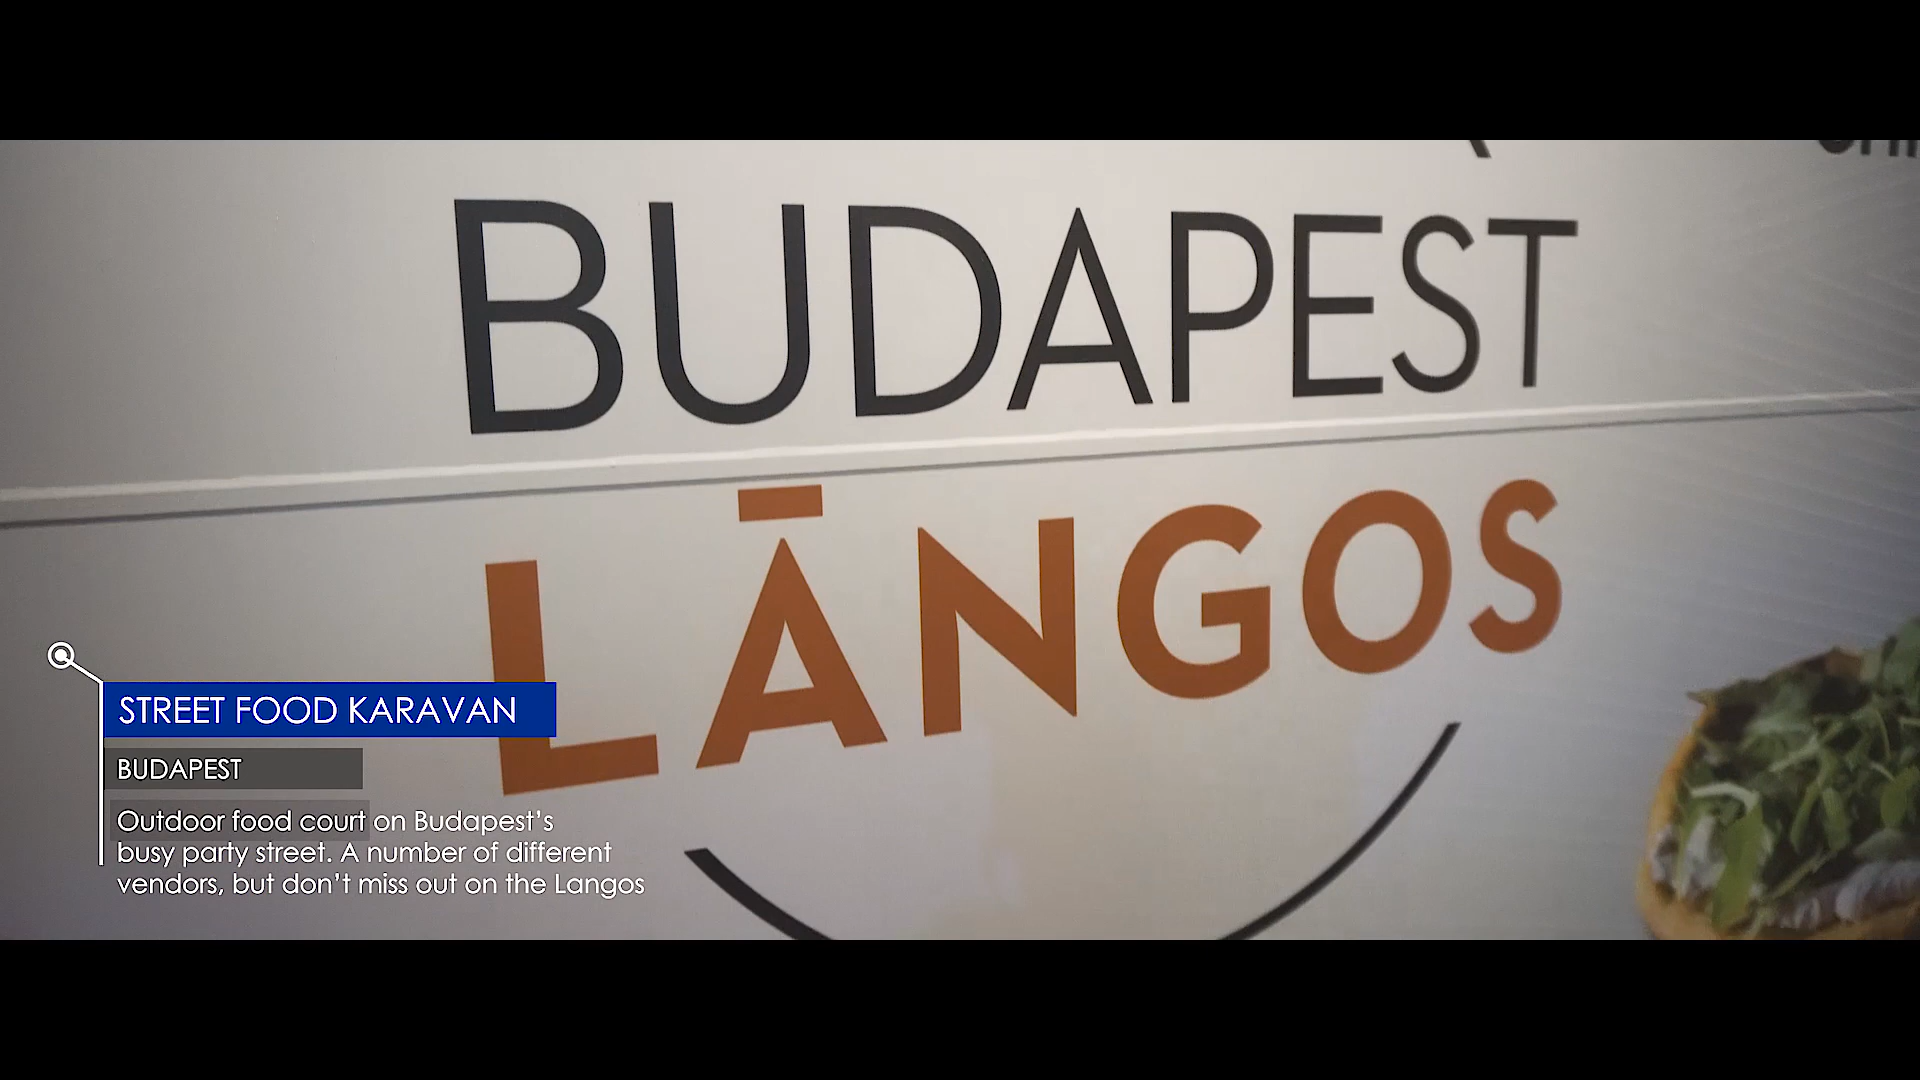 BUDAPEST
LĀNGOS
STREET FOOD KARAVAN
BUDAPEST
Outdoor food court on Budapest’s
busy party street. A number of different
vendors, but don’t miss out on the Langos